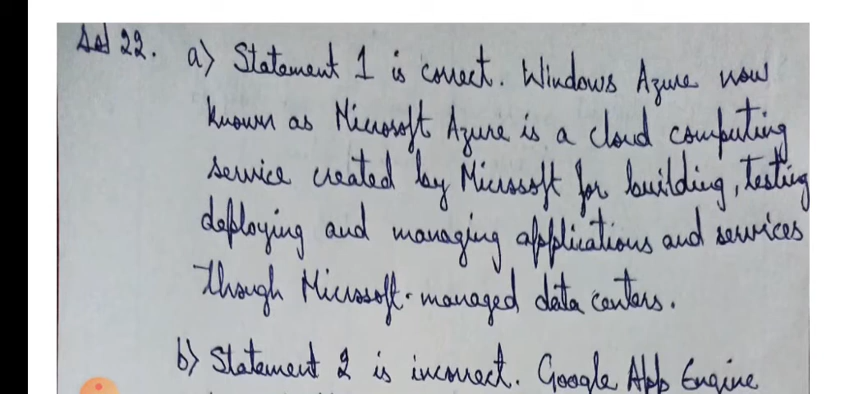 Sol 22. a) Statement 1 is correct. Windows Azure now
known as Microsoft Azure is a cloud computing
service created by Microsoft for building, testing
deploying and managing applications and services
though Microsoft-managed data centers.
b) Statement 2 is incorrect. Google App Engine